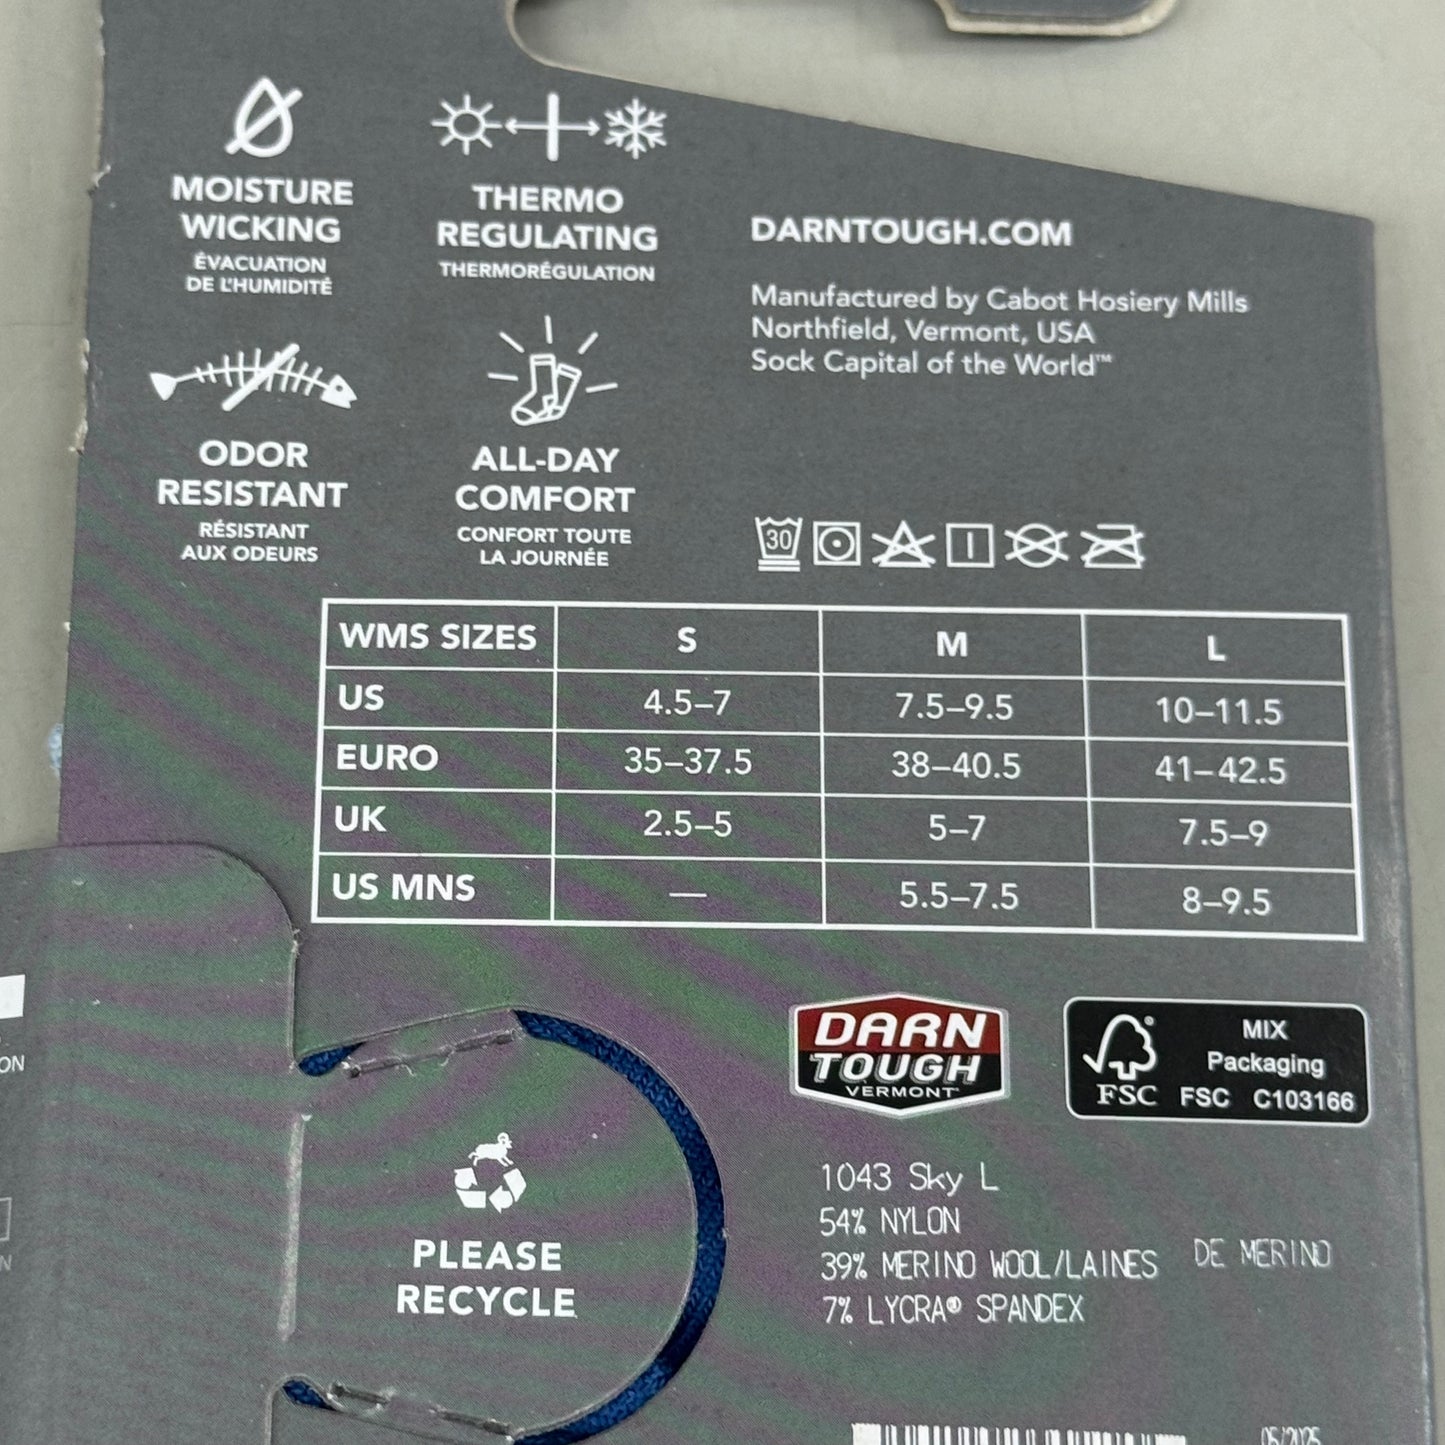 MOISTURE
WICKING
ÉVACUATION
DE L'HUMIDITÉ
THERMO
REGULATING
THERMORÉGULATION
ODOR
RESISTANT
RÉSISTANT
AUX ODEURS
ALL-DAY
COMFORT
CONFORT TOUTE
LA JOURNÉE
DARNTOUGH.COM
Manufactured by Cabot Hosiery Mills
Northfield, Vermont, USA
Sock Capital of the World™
30
WMS SIZES S M L
US 4.5–7 7.5–9.5 10–11.5
EURO 35–37.5 38–40.5 41–42.5
UK 2.5–5 5–7 7.5–9
US MNS — 5.5–7.5 8–9.5
DARN
TOUGH
VERMONT
FSC
MIX
Packaging
FSC C103166
PLEASE
RECYCLE
1043 Sky L
54% NYLON
39% MERINO WOOL/LAINES DE MERINO
7% LYCRA® SPANDEX
05/2025
ON
N